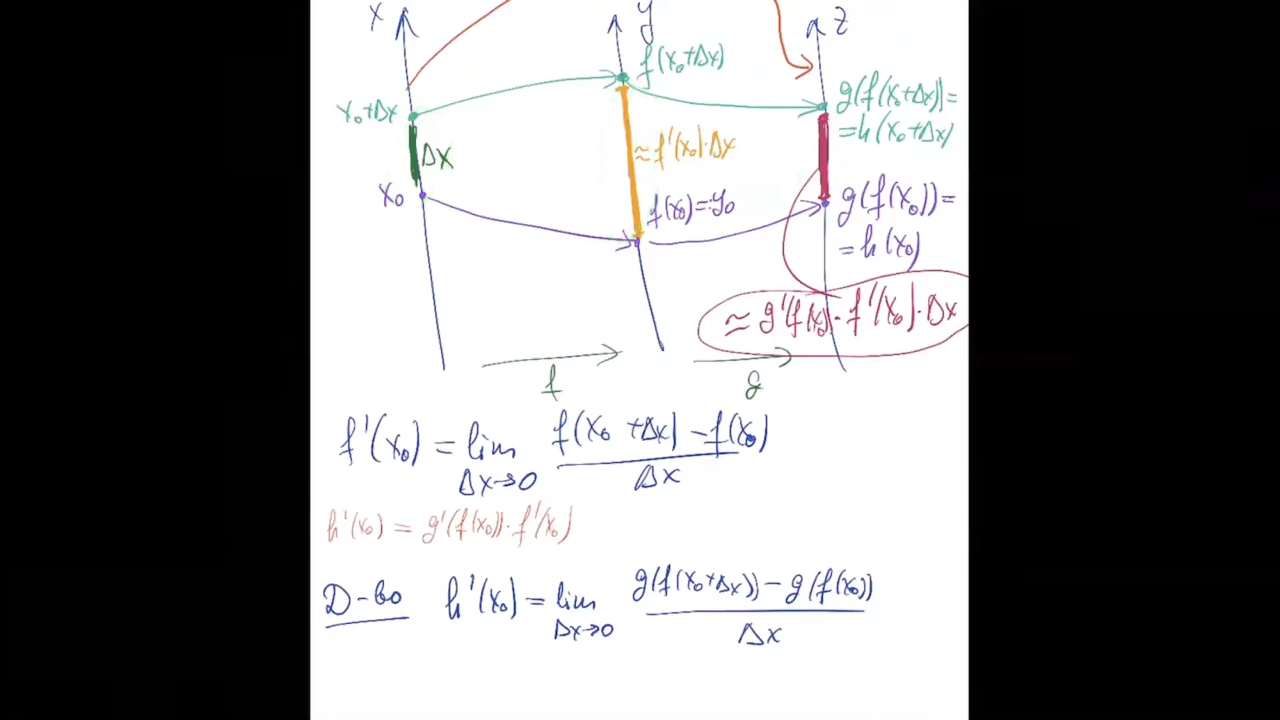 x y z
f(x₀+Δx)
x₀+Δx g(f(x₀+Δx))=
=h(x₀+Δx)
Δx ≈f'(x₀)·Δx
x₀ f(x₀)=:y₀ g(f(x₀))=
=h(x₀)
≈ g'(f(x₀))·f'(x₀)·Δx
f g
f'(x₀) = lim Δx→0 (f(x₀+Δx)-f(x₀))/Δx
h'(x₀) = g'(f(x₀))·f'(x₀)
Д-во h'(x₀) = lim Δx→0 (g(f(x₀+Δx))-g(f(x₀)))/Δx